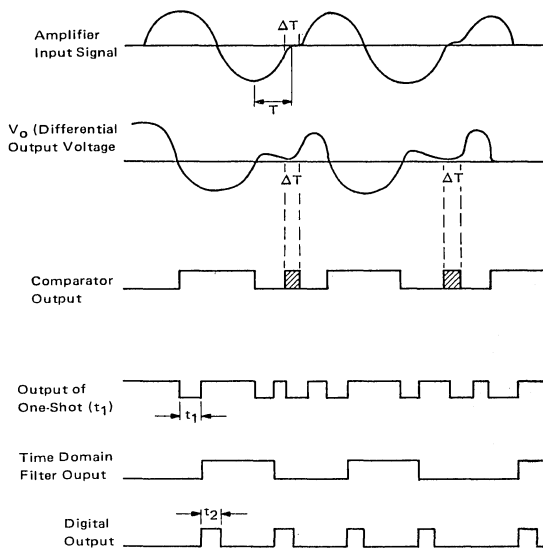 Amplifier
Input Signal
ΔT
T
Vo (Differential
Output Voltage
ΔT
ΔT
Comparator
Output
Output of
One-Shot (t1)
t1
Time Domain
Filter Ouput
t2
Digital
Output